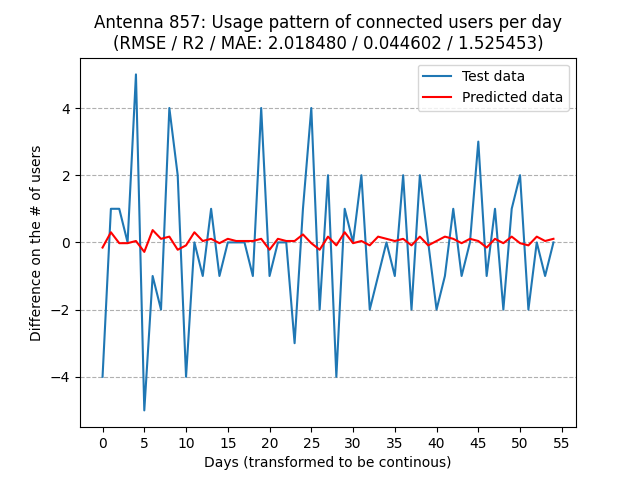 Antenna 857: Usage pattern of connected users per day
(RMSE / R2 / MAE: 2.018480 / 0.044602 / 1.525453)
Test data
Predicted data
Difference on the # of users
4
2
0
−2
−4
0 5 10 15 20 25 30 35 40 45 50 55
Days (transformed to be continous)